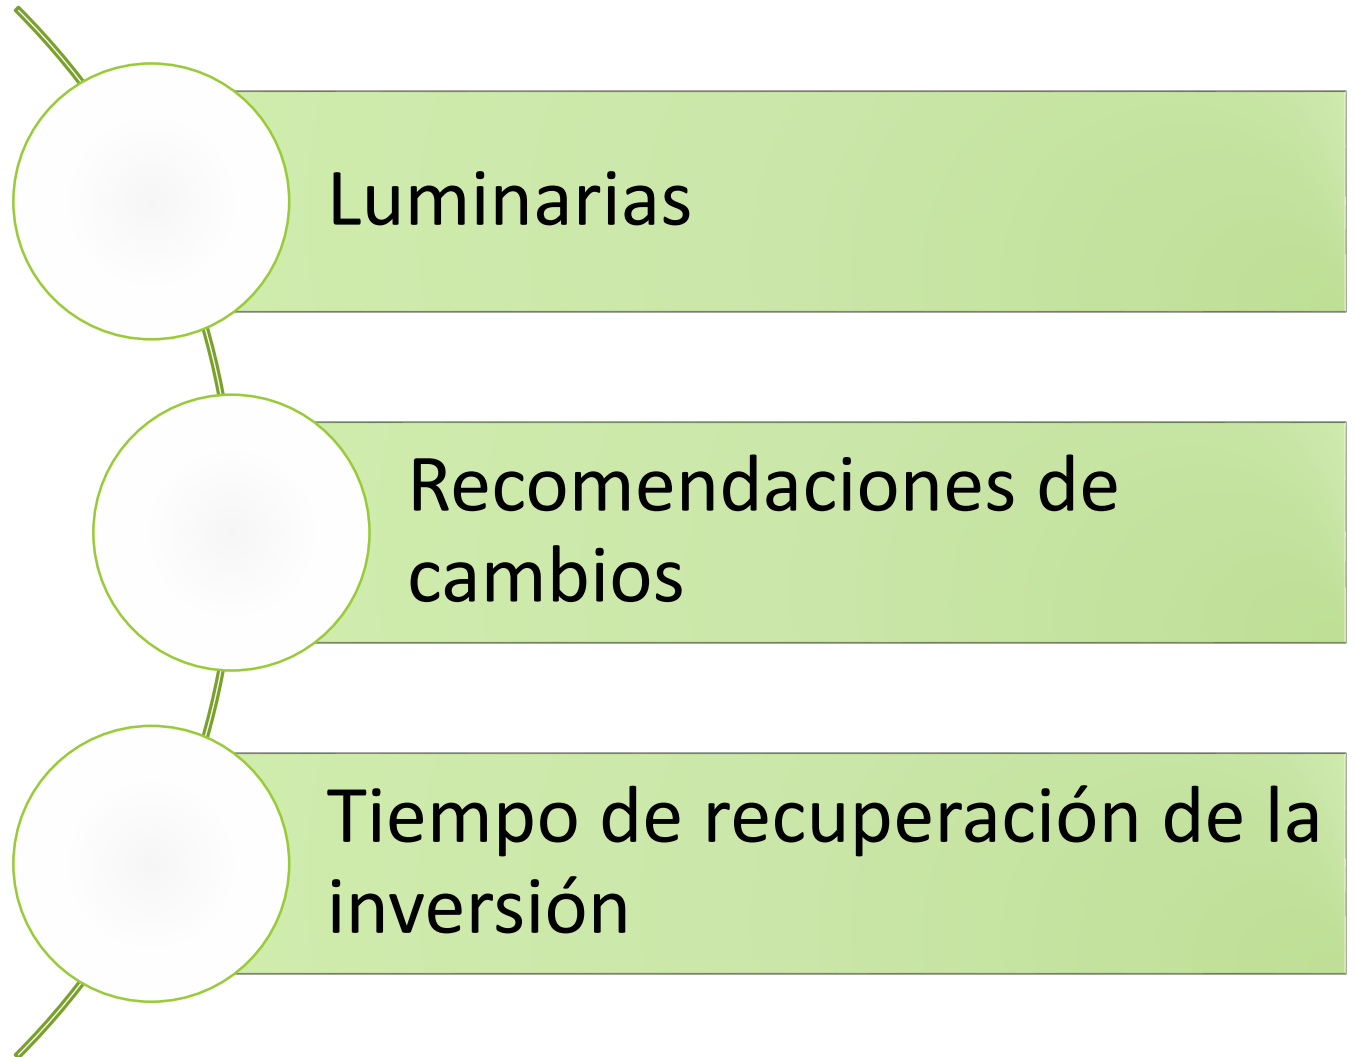 Luminarias
Recomendaciones de
cambios
Tiempo de recuperación de la
inversión